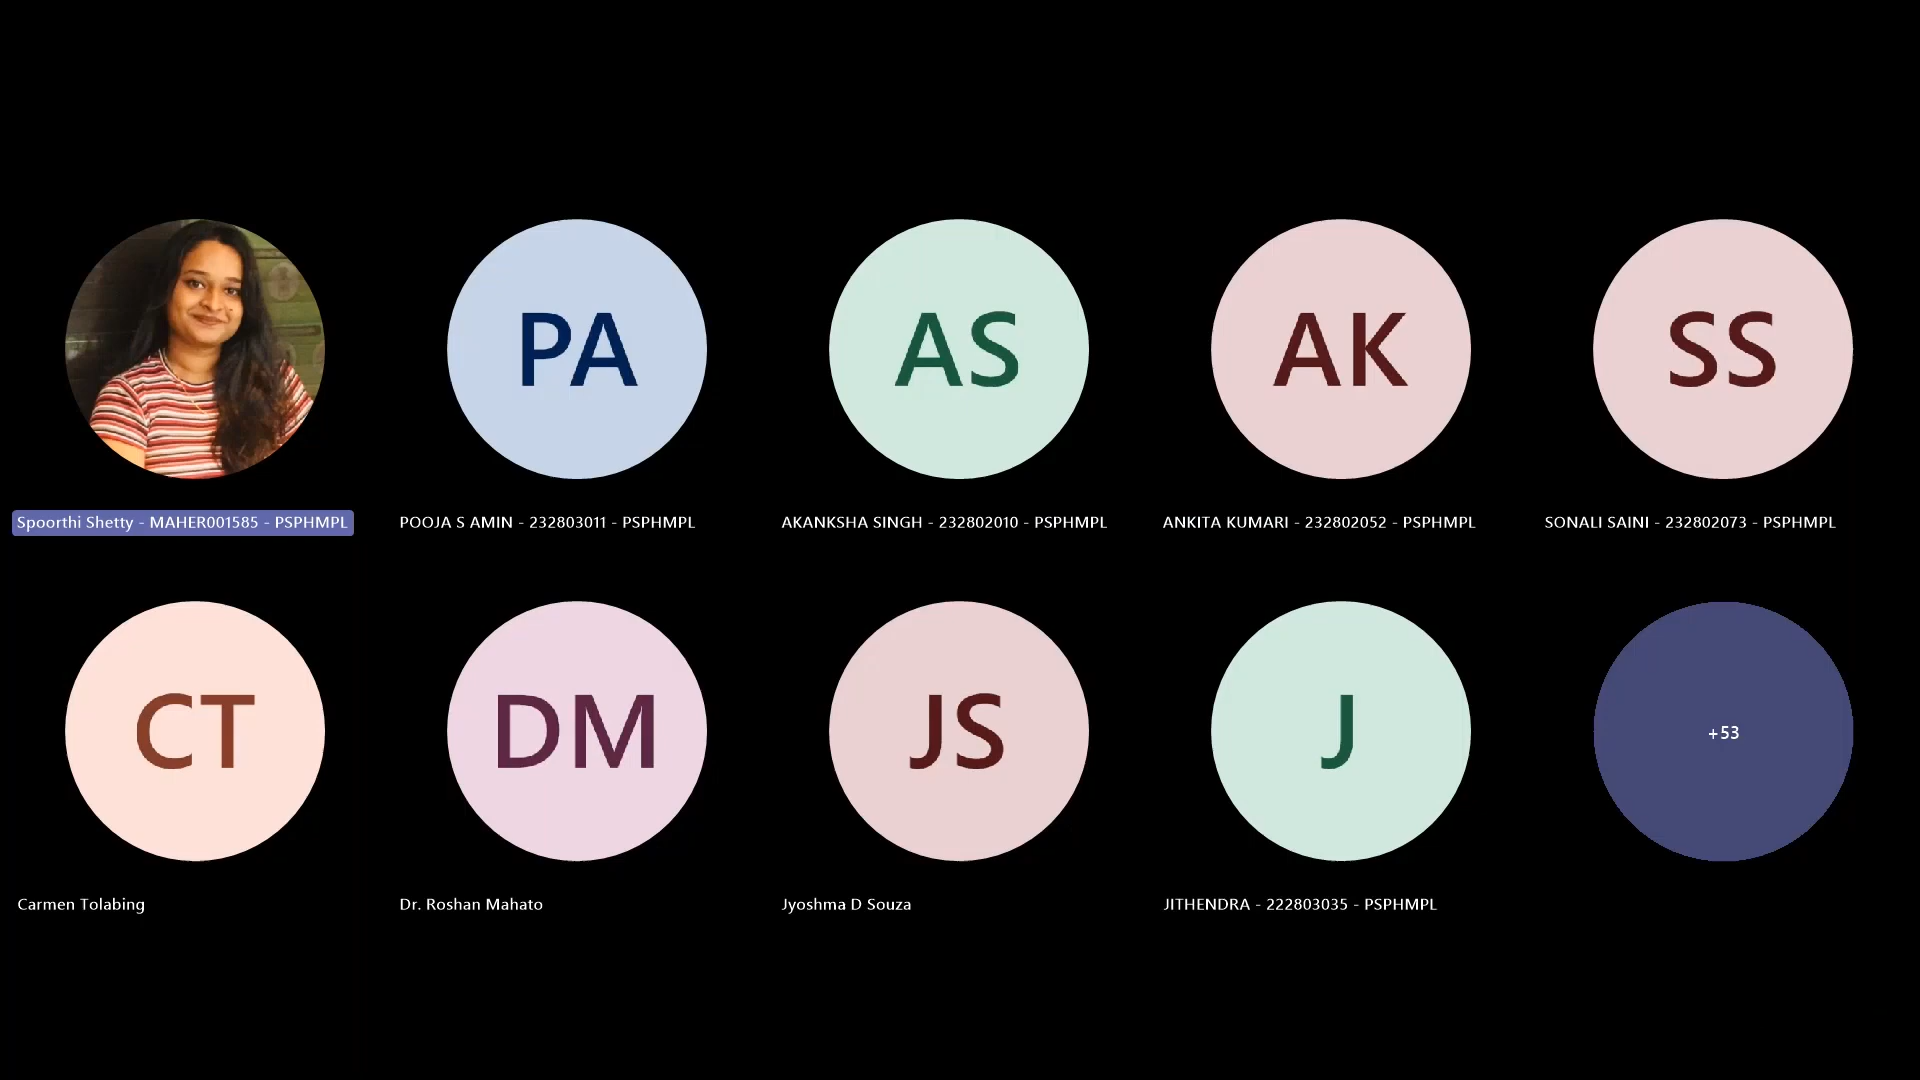 PA
AS
AK
SS
Spoorthi Shetty - MAHER001585 - PSPHMPL
POOJA S AMIN - 232803011 - PSPHMPL
AKANKSHA SINGH - 232802010 - PSPHMPL
ANKITA KUMARI - 232802052 - PSPHMPL
SONALI SAINI - 232802073 - PSPHMPL
CT
DM
JS
J
+53
Carmen Tolabing
Dr. Roshan Mahato
Jyoshma D Souza
JITHENDRA - 222803035 - PSPHMPL